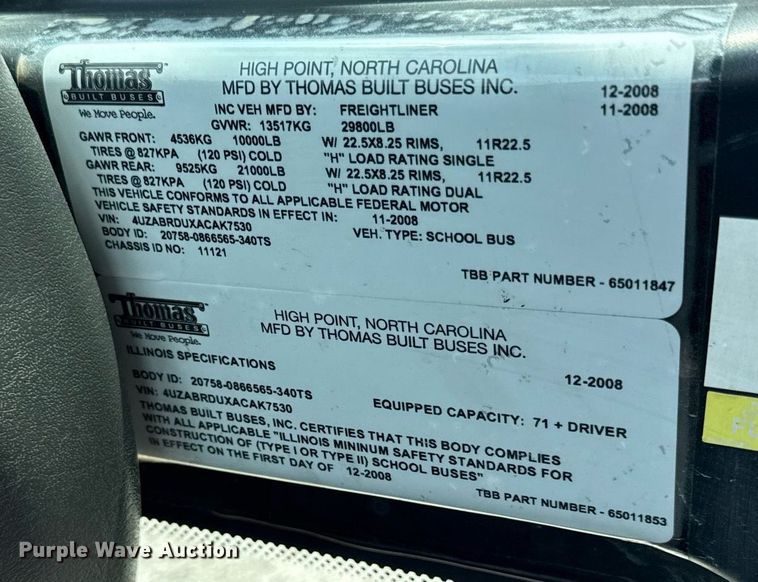 Thomas
BUILT BUSES
We Move People.
HIGH POINT, NORTH CAROLINA
MFD BY THOMAS BUILT BUSES INC. 12-2008
INC VEH MFD BY: FREIGHTLINER 11-2008
GVWR: 13517KG 29800LB
GAWR FRONT: 4536KG 10000LB W/ 22.5X8.25 RIMS, 11R22.5
TIRES @ 827KPA (120 PSI) COLD "H" LOAD RATING SINGLE
GAWR REAR: 9525KG 21000LB W/ 22.5X8.25 RIMS, 11R22.5
TIRES @ 827KPA (120 PSI) COLD "H" LOAD RATING DUAL
THIS VEHICLE CONFORMS TO ALL APPLICABLE FEDERAL MOTOR
VEHICLE SAFETY STANDARDS IN EFFECT IN: 11-2008
VIN: 4UZABRDUXACAK7530
BODY ID: 20758-0866565-340TS VEH. TYPE: SCHOOL BUS
CHASSIS ID NO: 11121
TBB PART NUMBER - 65011847
Thomas
BUILT BUSES
We Move People.
HIGH POINT, NORTH CAROLINA
MFD BY THOMAS BUILT BUSES INC.
ILLINOIS SPECIFICATIONS
12-2008
BODY ID: 20758-0866565-340TS
VIN: 4UZABRDUXACAK7530 EQUIPPED CAPACITY: 71 + DRIVER
THOMAS BUILT BUSES, INC. CERTIFIES THAT THIS BODY COMPLIES
WITH ALL APPLICABLE "ILLINOIS MININUM SAFETY STANDARDS FOR
CONSTRUCTION OF (TYPE I OR TYPE II) SCHOOL BUSES"
IN EFFECT ON THE FIRST DAY OF 12-2008
TBB PART NUMBER - 65011853
Purple Wave Auction